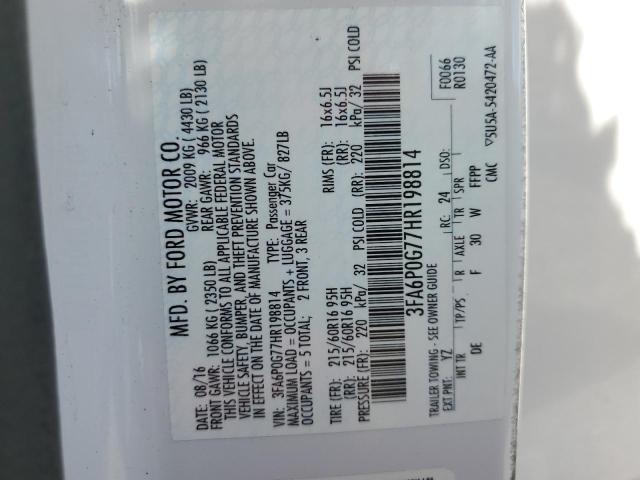 MFD. BY FORD MOTOR CO.
DATE: 08/16 GVWR: 2009 KG ( 4430 LB)
FRONT GAWR: 1066 KG ( 2350 LB) REAR GAWR: 966 KG ( 2130 LB)
THIS VEHICLE CONFORMS TO ALL APPLICABLE FEDERAL MOTOR
VEHICLE SAFETY, BUMPER, AND THEFT PREVENTION STANDARDS
IN EFFECT ON THE DATE OF MANUFACTURE SHOWN ABOVE.
VIN: 3FA6P0G77HR198814 TYPE: Passenger Car
MAXIMUM LOAD = OCCUPANTS + LUGGAGE = 375KG/ 827LB
OCCUPANTS = 5 TOTAL: 2 FRONT, 3 REAR
TIRE (FR): 215/60R16 95H RIMS (FR): 16x6.5J
(RR): 215/60R16 95H (RR): 16x6.5J
PRESSURE (FR): 220 kPa/ 32 PSI COLD (RR): 220 kPa/ 32 PSI COLD
3FA6P0G77HR198814
TRAILER TOWING - SEE OWNER GUIDE F0066
EXT PNT: YZ RC: 24 DSO: R0130
INT TR TP/PS R AXLE TR SPR
DE F 30 W FFPP
CMC ▽5U5A-5420472-AA